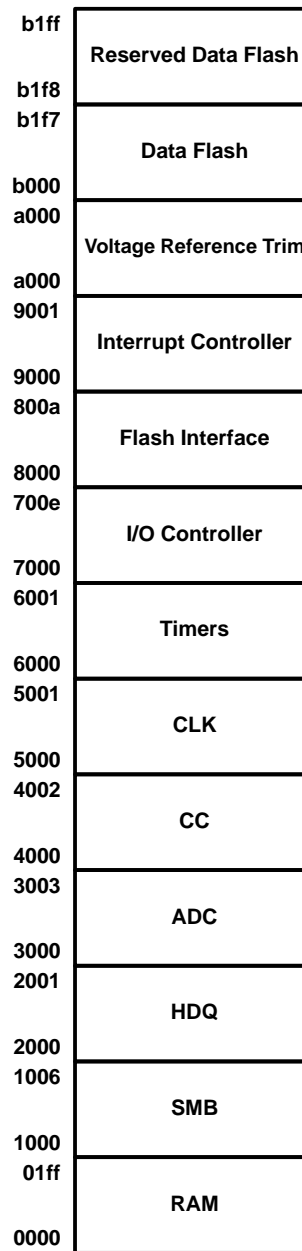 b1ff
Reserved Data Flash
b1f8
b1f7
Data Flash
b000
a000
Voltage Reference Trim
a000
9001
Interrupt Controller
9000
800a
Flash Interface
8000
700e
I/O Controller
7000
6001
Timers
6000
5001
CLK
5000
4002
CC
4000
3003
ADC
3000
2001
HDQ
2000
1006
SMB
1000
01ff
RAM
0000